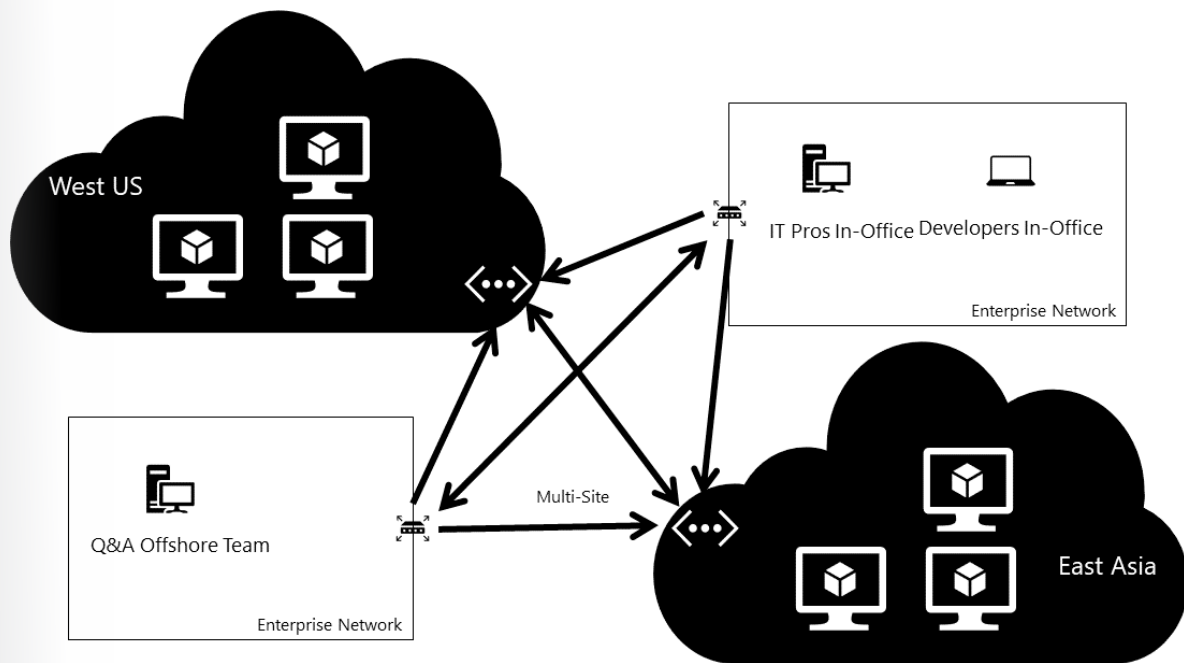 West US
IT Pros In-Office
Developers In-Office
Enterprise Network
Multi-Site
Q&A Offshore Team
East Asia
Enterprise Network